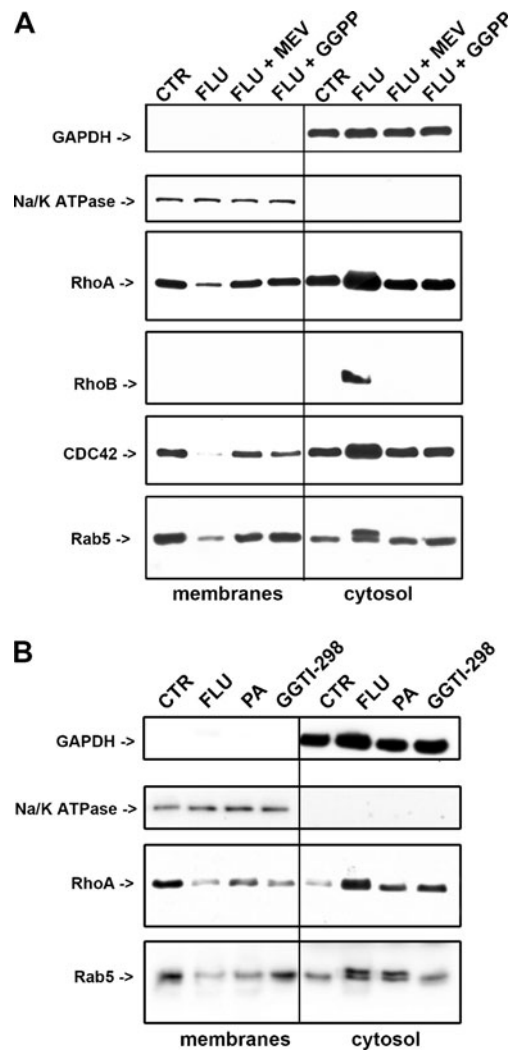 A
CTR FLU FLU + MEV FLU + GGPP CTR FLU FLU + MEV FLU + GGPP
GAPDH ->
Na/K ATPase ->
RhoA ->
RhoB ->
CDC42 ->
Rab5 ->
membranes cytosol
B
CTR FLU PA GGTI-298 CTR FLU PA GGTI-298
GAPDH ->
Na/K ATPase->
RhoA ->
Rab5 ->
membranes cytosol